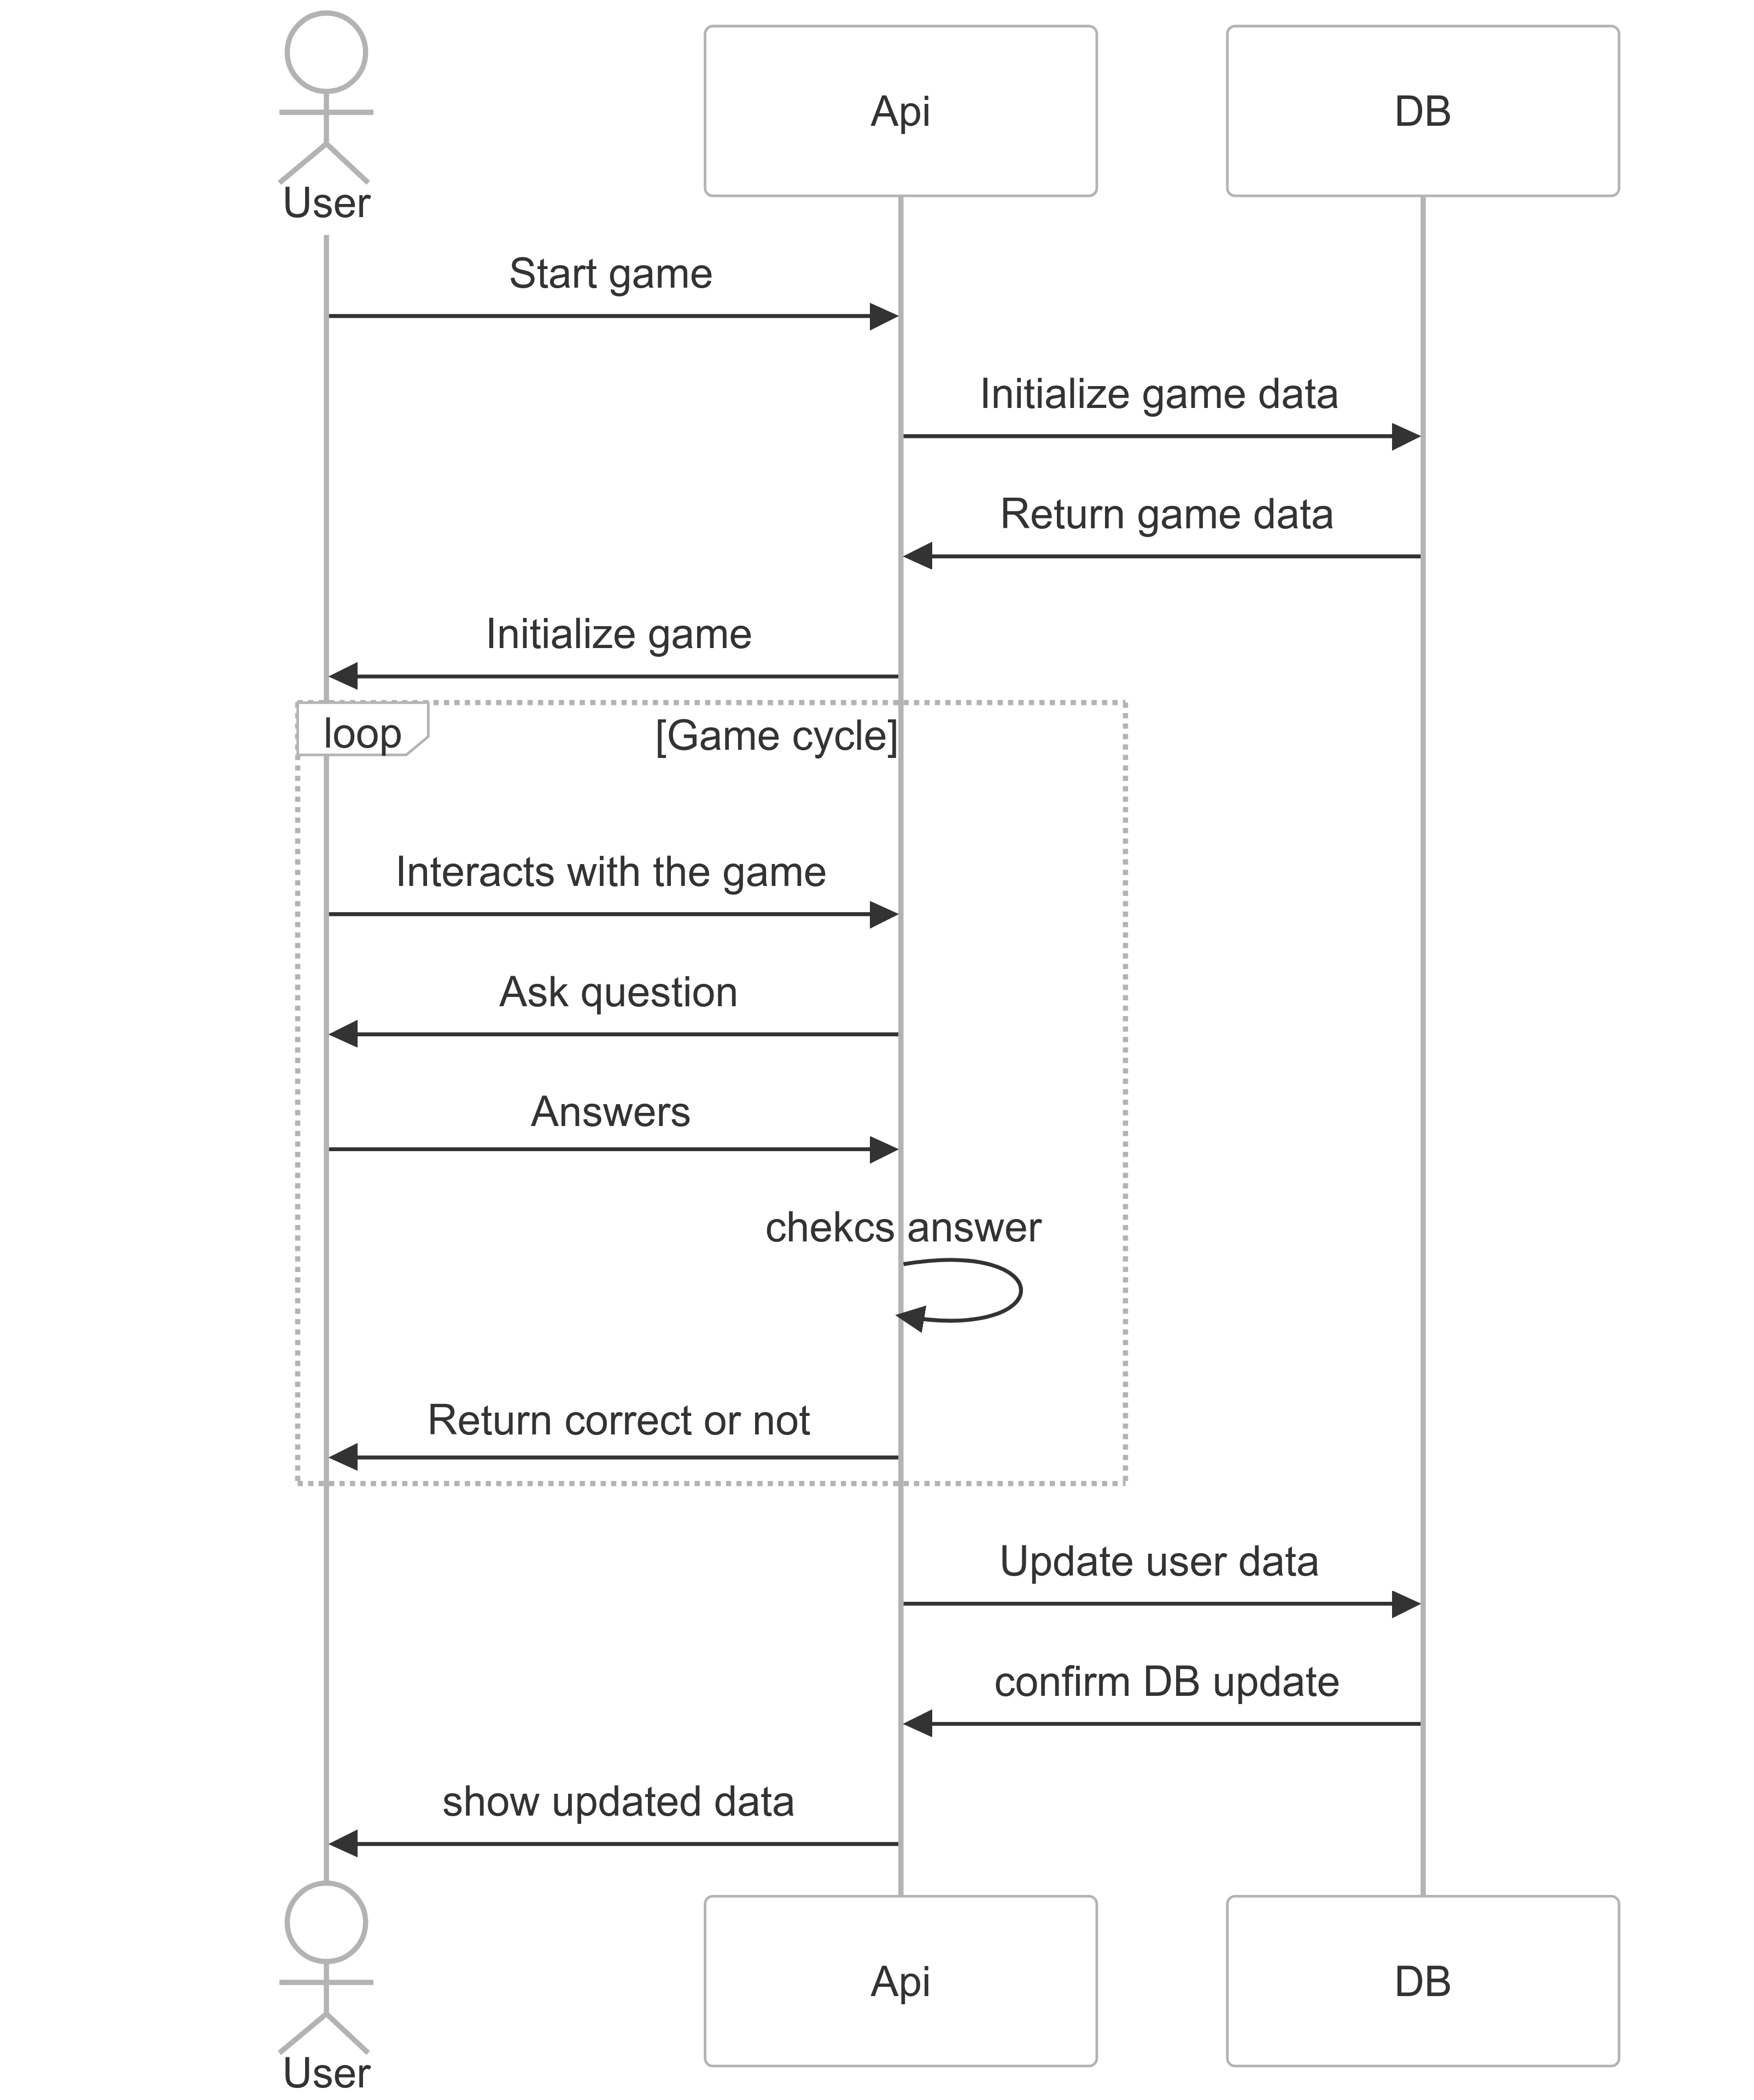 User
Api
DB
Start game
Initialize game data
Return game data
Initialize game
loop
[Game cycle]
Interacts with the game
Ask question
Answers
chekcs answer
Return correct or not
Update user data
confirm DB update
show updated data
User
Api
DB